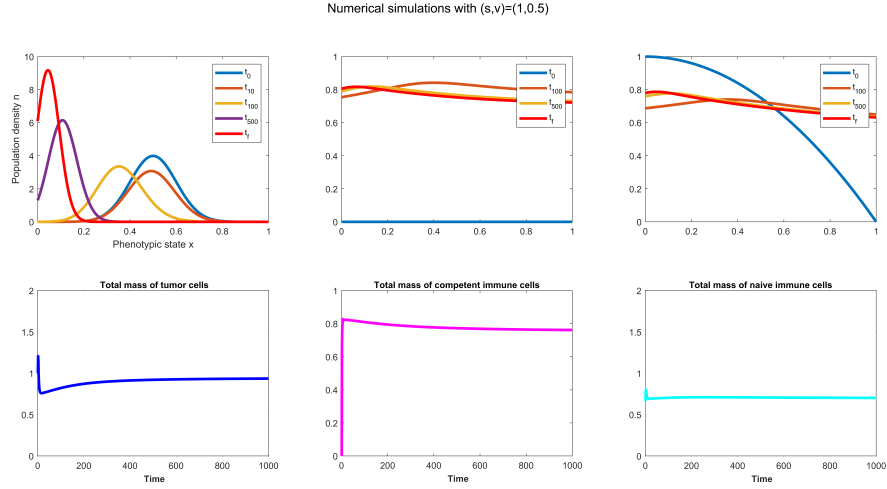 Numerical simulations with (s,v)=(1,0.5)
Population density n
10
8
6
4
2
0
0 0.2 0.4 0.6 0.8 1
Phenotypic state x
t0
t10
t100
t500
tf
1
0.8
0.6
0.4
0.2
0
0 0.2 0.4 0.6 0.8 1
t0
t10
t100
t500
tf
1
0.8
0.6
0.4
0.2
0
0 0.2 0.4 0.6 0.8 1
t0
t100
t500
tf
Total mass of tumor cells
2
1.5
1
0.5
0
0 200 400 600 800 1000
Time
Total mass of competent immune cells
1
0.8
0.6
0.4
0.2
0
0 200 400 600 800 1000
Time
Total mass of naive immune cells
2
1.5
1
0.5
0
0 200 400 600 800 1000
Time